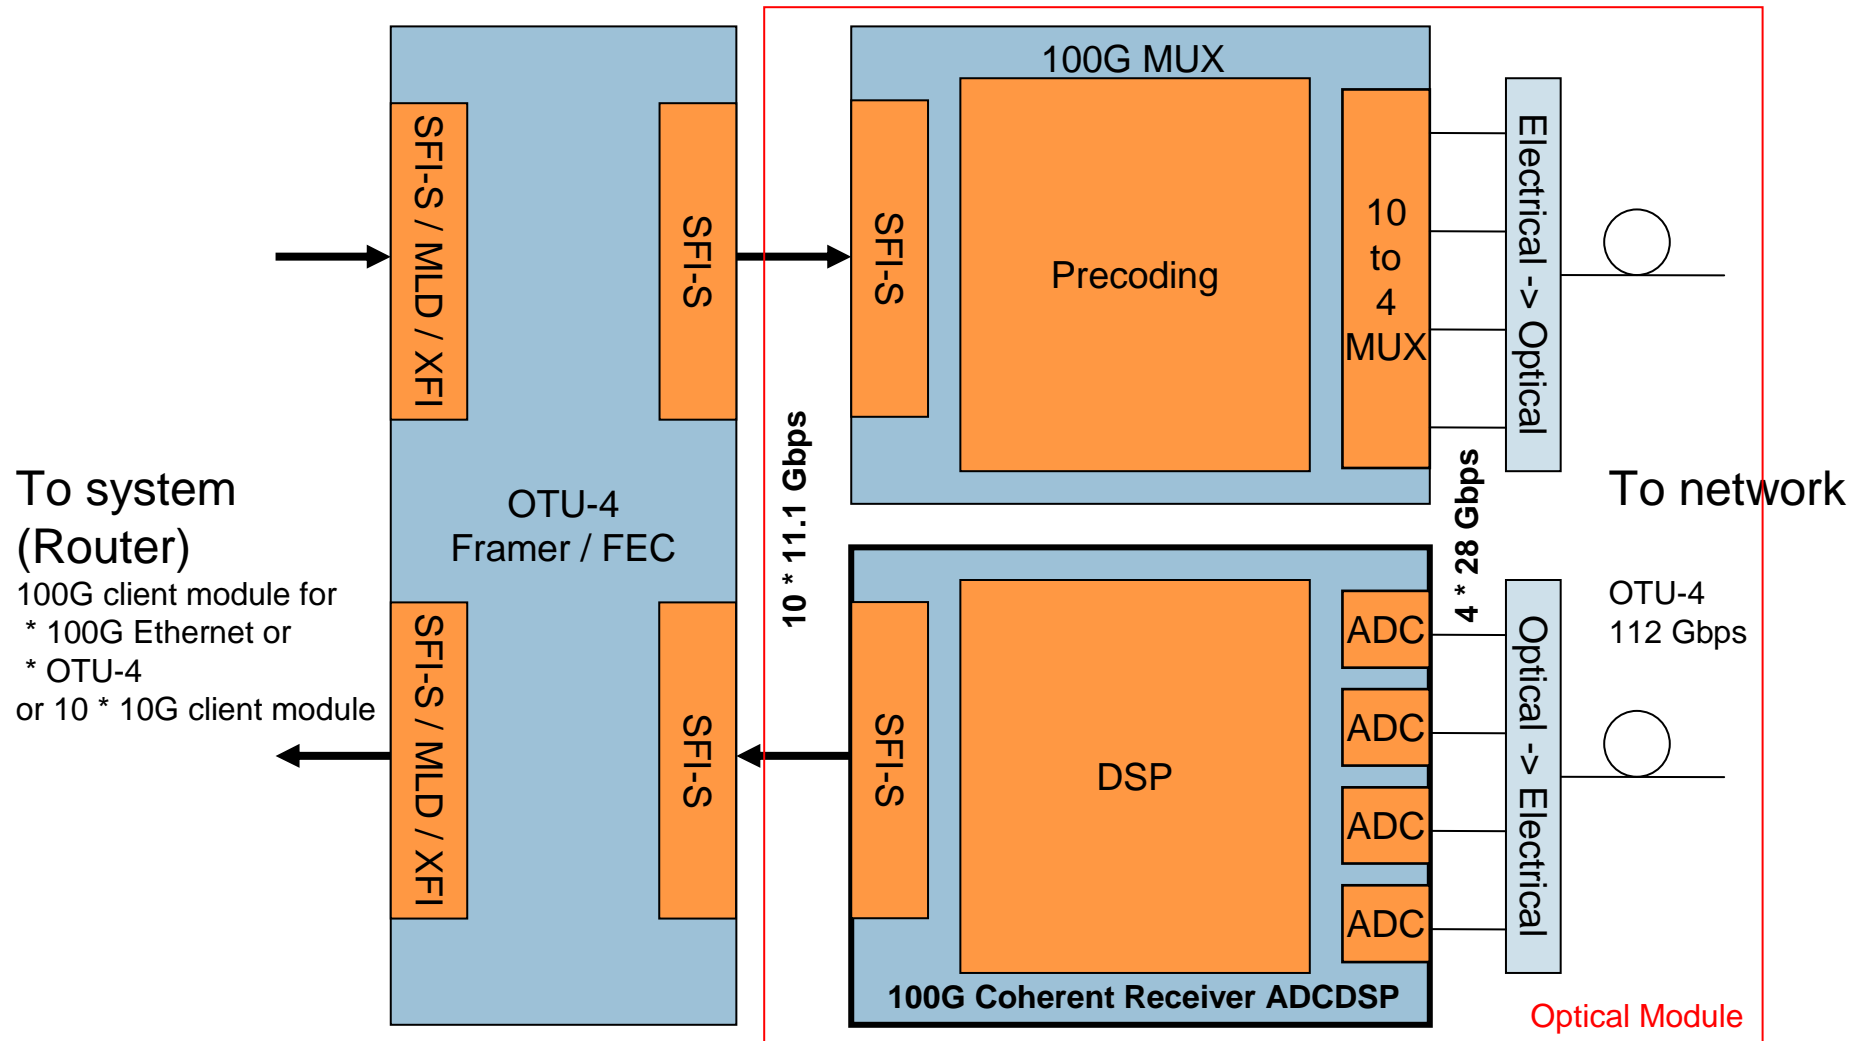 100G MUX
SFI-S / MLD / XFI
SFI-S
SFI-S
Precoding
10
to
4
MUX
Electrical -> Optical
To system
(Router)
100G client module for
* 100G Ethernet or
* OTU-4
or 10 * 10G client module
OTU-4
Framer / FEC
10 * 11.1 Gbps
4 * 28 Gbps
To network
OTU-4
112 Gbps
SFI-S / MLD / XFI
SFI-S
SFI-S
DSP
ADC
ADC
ADC
ADC
Optical -> Electrical
100G Coherent Receiver ADCDSP
Optical Module